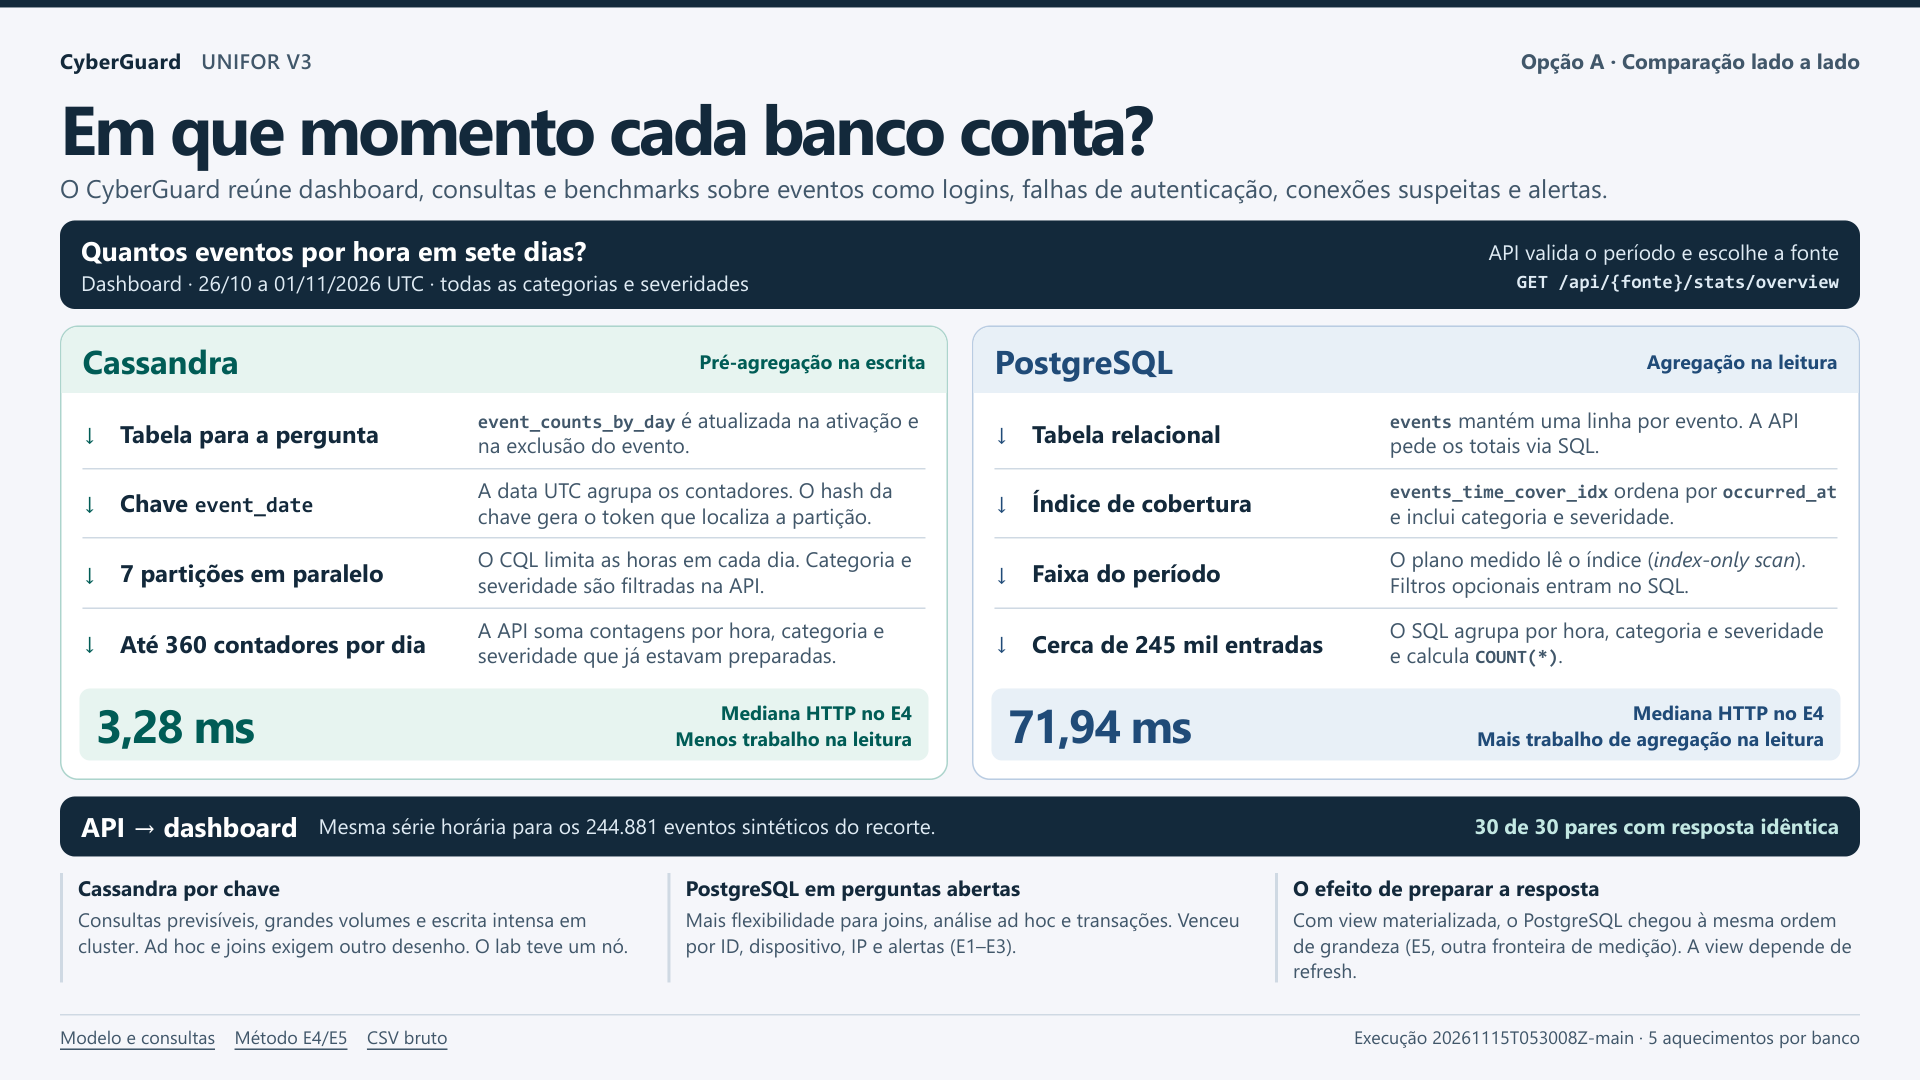 CyberGuard UNIFOR V3
Opção A · Comparação lado a lado
Em que momento cada banco conta?
O CyberGuard reúne dashboard, consultas e benchmarks sobre eventos como logins, falhas de autenticação, conexões suspeitas e alertas.
Quantos eventos por hora em sete dias?
Dashboard · 26/10 a 01/11/2026 UTC · todas as categorias e severidades
API valida o período e escolhe a fonte
GET /api/{fonte}/stats/overview
Cassandra
Pré-agregação na escrita
↓ Tabela para a pergunta
event_counts_by_day é atualizada na ativação e
na exclusão do evento.
↓ Chave event_date
A data UTC agrupa os contadores. O hash da
chave gera o token que localiza a partição.
↓ 7 partições em paralelo
O CQL limita as horas em cada dia. Categoria e
severidade são filtradas na API.
↓ Até 360 contadores por dia
A API soma contagens por hora, categoria e
severidade que já estavam preparadas.
3,28 ms
Mediana HTTP no E4
Menos trabalho na leitura
PostgreSQL
Agregação na leitura
↓ Tabela relacional
events mantém uma linha por evento. A API
pede os totais via SQL.
↓ Índice de cobertura
events_time_cover_idx ordena por occurred_at
e inclui categoria e severidade.
↓ Faixa do período
O plano medido lê o índice (index-only scan).
Filtros opcionais entram no SQL.
↓ Cerca de 245 mil entradas
O SQL agrupa por hora, categoria e severidade
e calcula COUNT(*).
71,94 ms
Mediana HTTP no E4
Mais trabalho de agregação na leitura
API → dashboard Mesma série horária para os 244.881 eventos sintéticos do recorte.
30 de 30 pares com resposta idêntica
Cassandra por chave
Consultas previsíveis, grandes volumes e escrita intensa em
cluster. Ad hoc e joins exigem outro desenho. O lab teve um nó.
PostgreSQL em perguntas abertas
Mais flexibilidade para joins, análise ad hoc e transações. Venceu
por ID, dispositivo, IP e alertas (E1–E3).
O efeito de preparar a resposta
Com view materializada, o PostgreSQL chegou à mesma ordem
de grandeza (E5, outra fronteira de medição). A view depende de
refresh.
Modelo e consultas Método E4/E5 CSV bruto
Execução 20261115T053008Z-main · 5 aquecimentos por banco